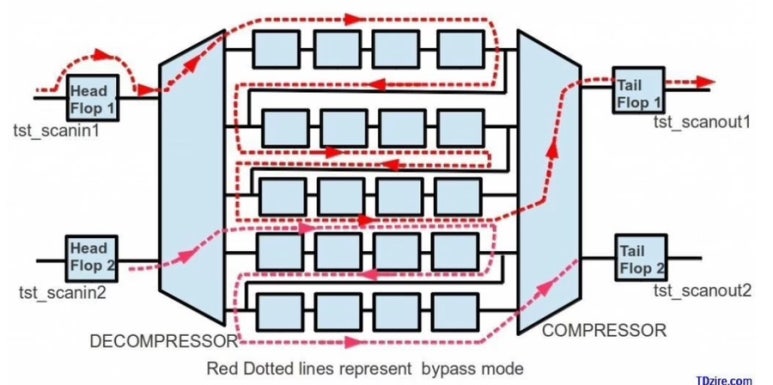 Head
Flop 1
tst_scanin1
Tail
Flop 1
tst_scanout1
Head
Flop 2
tst_scanin2
Tail
Flop 2
tst_scanout2
DECOMPRESSOR
COMPRESSOR
Red Dotted lines represent bypass mode
TDzire.com